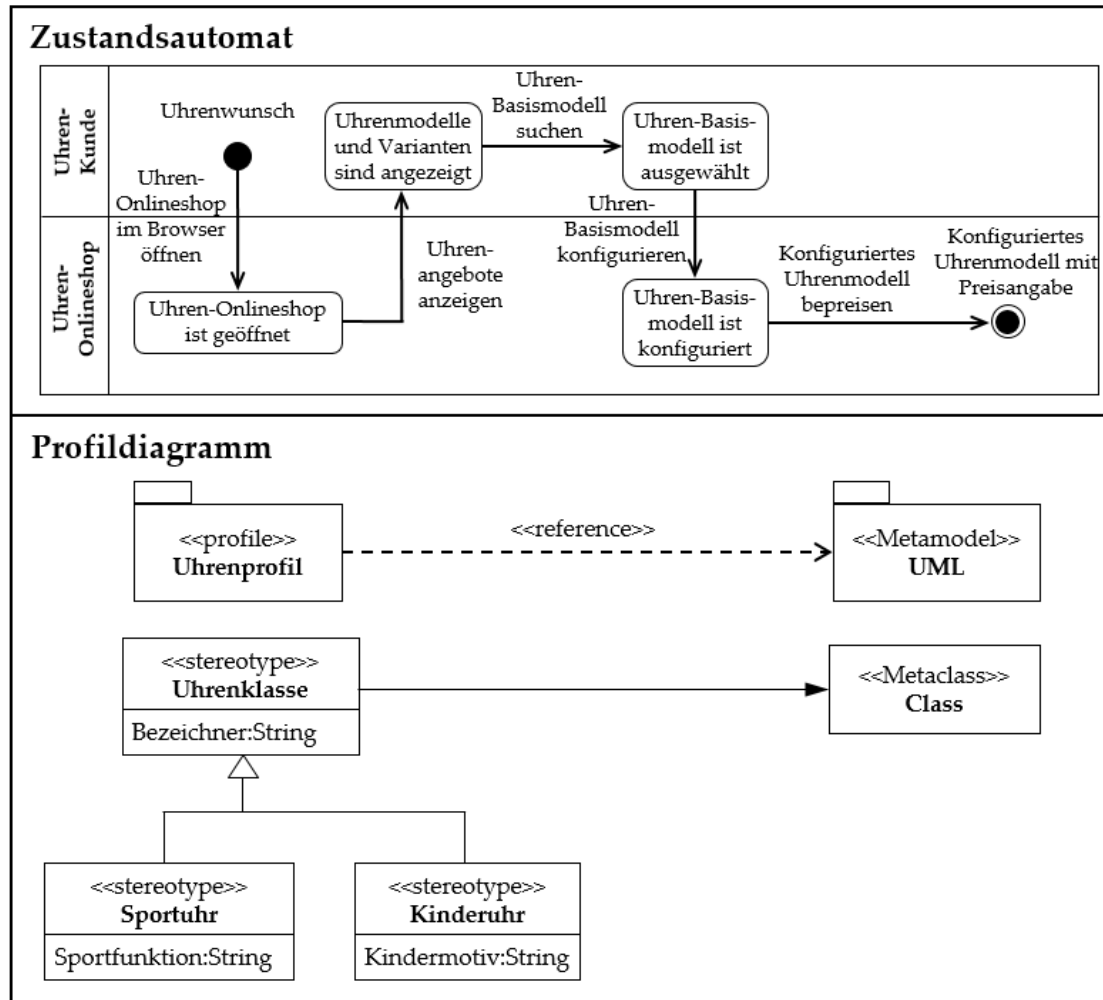 Zustandsautomat
Uhren-
Kunde
Uhrenwunsch
Uhren-
Onlineshop
im Browser
öffnen
Uhrenmodelle
und Varianten
sind angezeigt
Uhren-
Basismodell
suchen
Uhren-Basis-
modell ist
ausgewählt
Uhren-
Onlineshop
Uhren-Onlineshop
ist geöffnet
Uhren-
angebote
anzeigen
Uhren-
Basismodell
konfigurieren
Uhren-Basis-
modell ist
konfiguriert
Konfiguriertes
Uhrenmodell
bepreisen
Konfiguriertes
Uhrenmodell mit
Preisangabe
Profildiagramm
<<profile>>
Uhrenprofil
<<reference>>
<<Metamodel>>
UML
<<stereotype>>
Uhrenklasse
Bezeichner:String
<<Metaclass>>
Class
<<stereotype>>
Sportuhr
Sportfunktion:String
<<stereotype>>
Kinderuhr
Kindermotiv:String